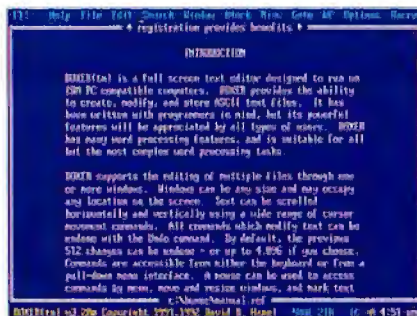 Help File Edit Search Window Block Misc Goto AP Options
registration provides benefits
INTRODUCTION
BOXER(tm) is a full screen text editor designed to run on
IBM PC compatible computers. BOXER provides the ability
to create, modify, and store ASCII text files. It has
been written with programmers in mind, but its powerful
features will be appreciated by all types of users. BOXER
has many word processing features, and is suitable for all
but the most complex word processing tasks.
BOXER supports the editing of multiple files through one
or more windows. Windows can be any size and may occupy
any location on the screen. Text can be scrolled
horizontally and vertically using a wide range of cursor
movement commands. All commands which modify text can be
undone with the Undo command. By default, the previous
512 changes can be undone - or up to 4,096 if you choose.
Commands are accessible from either the keyboard or from a
pull-down menu interface. A mouse can be used to access
commands by menu, move and resize windows, and mark text
BOXER(tm) Copyright 1991,1992 David R. Hamel 4:51